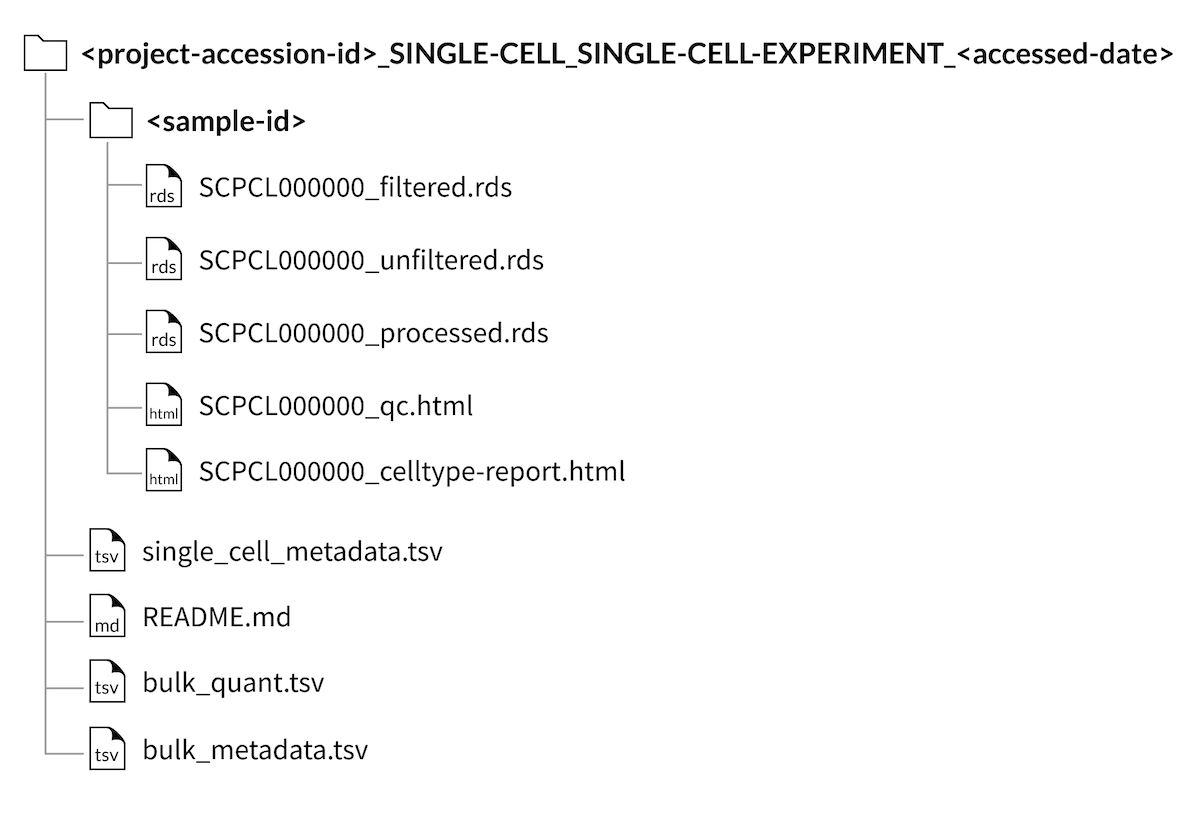 <project-accession-id>_SINGLE-CELL_SINGLE-CELL-EXPERIMENT_<accessed-date>
<sample-id>
rds SCPCL000000_filtered.rds
rds SCPCL000000_unfiltered.rds
rds SCPCL000000_processed.rds
html SCPCL000000_qc.html
html SCPCL000000_celltype-report.html
tsv single_cell_metadata.tsv
md README.md
tsv bulk_quant.tsv
tsv bulk_metadata.tsv